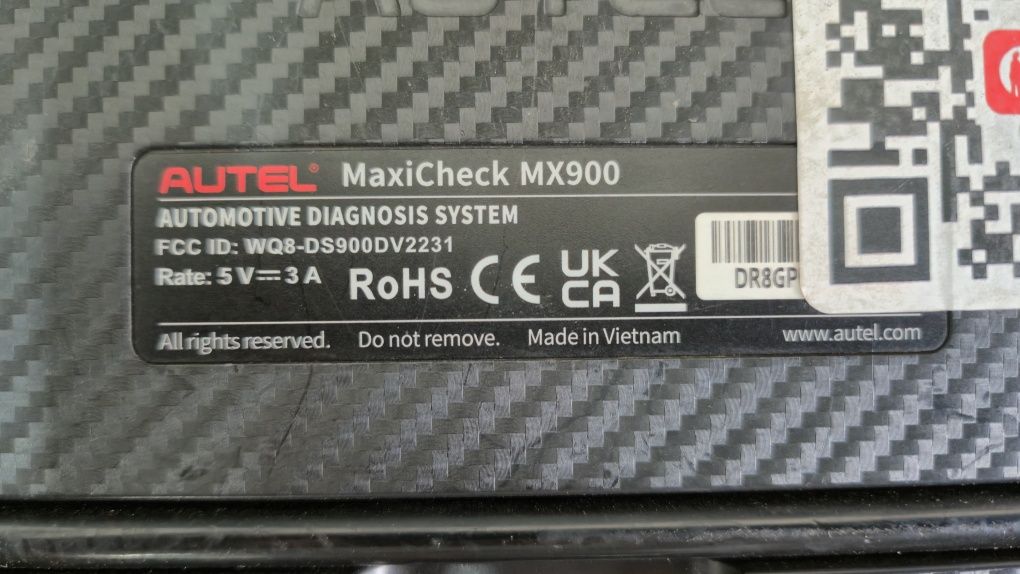 AUTEL® MaxiCheck MX900
AUTOMOTIVE DIAGNOSIS SYSTEM
FCC ID: WQ8-DS900DV2231
Rate: 5 V⎓3 A
RoHS CE UK CA
DR8GP
All rights reserved. Do not remove. Made in Vietnam www.autel.com